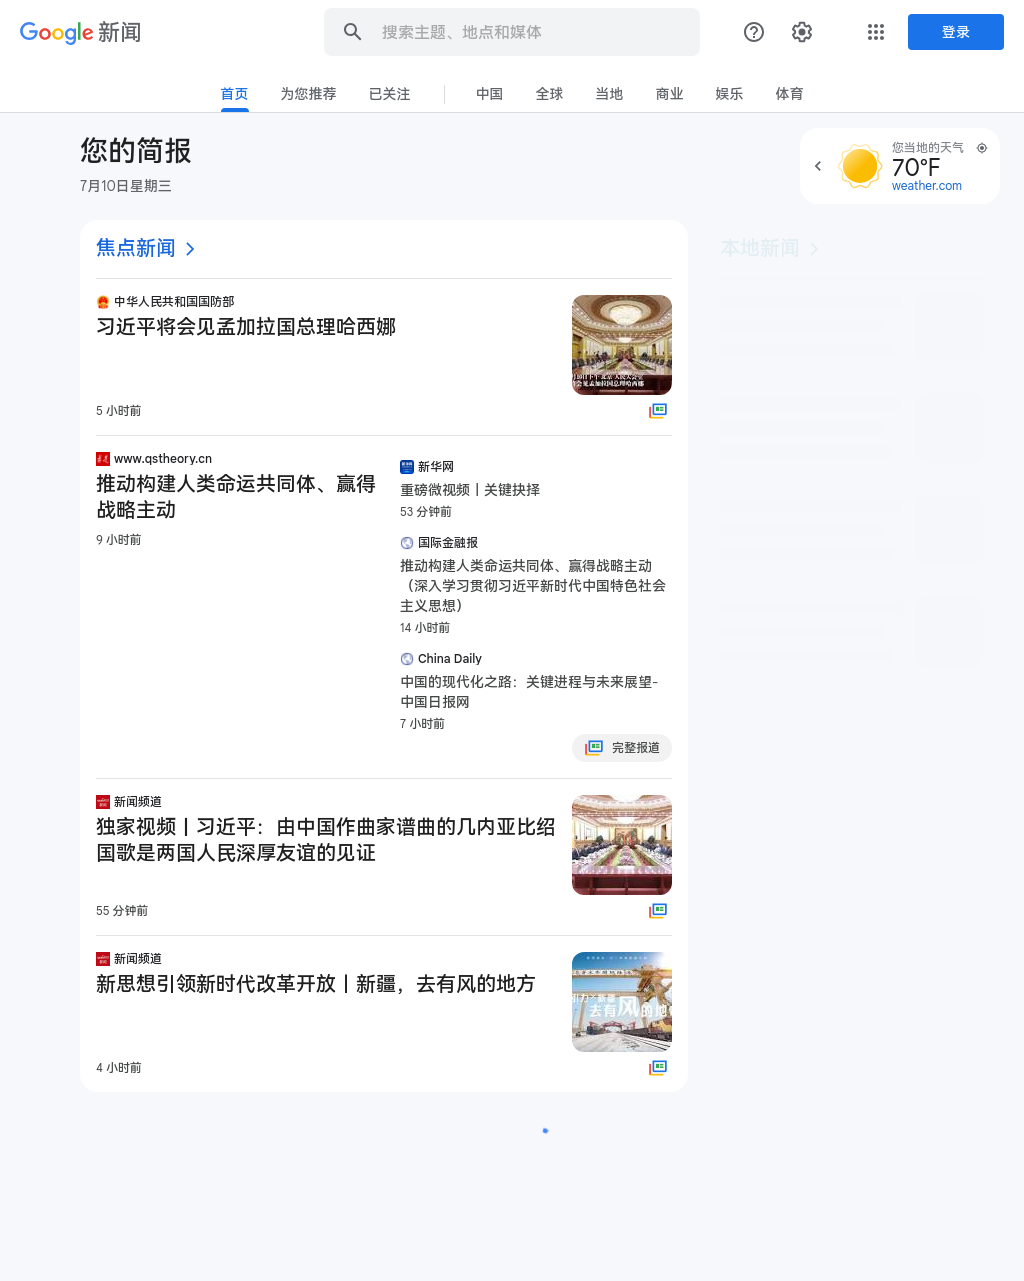 Google 新闻
搜索主题、地点和媒体
登录
首页
为您推荐
已关注
中国
全球
当地
商业
娱乐
体育
您的简报
7月10日星期三
您当地的天气
70°F
weather.com
焦点新闻
本地新闻
中华人民共和国国防部
习近平将会见孟加拉国总理哈西娜
5 小时前
www.qstheory.cn
推动构建人类命运共同体、赢得
战略主动
9 小时前
新华网
重磅微视频丨关键抉择
53 分钟前
国际金融报
推动构建人类命运共同体、赢得战略主动
（深入学习贯彻习近平新时代中国特色社会
主义思想）
14 小时前
China Daily
中国的现代化之路：关键进程与未来展望-
中国日报网
7 小时前
完整报道
新闻频道
独家视频丨习近平：由中国作曲家谱曲的几内亚比绍
国歌是两国人民深厚友谊的见证
55 分钟前
新闻频道
新思想引领新时代改革开放丨新疆，去有风的地方
去有风的地
4 小时前